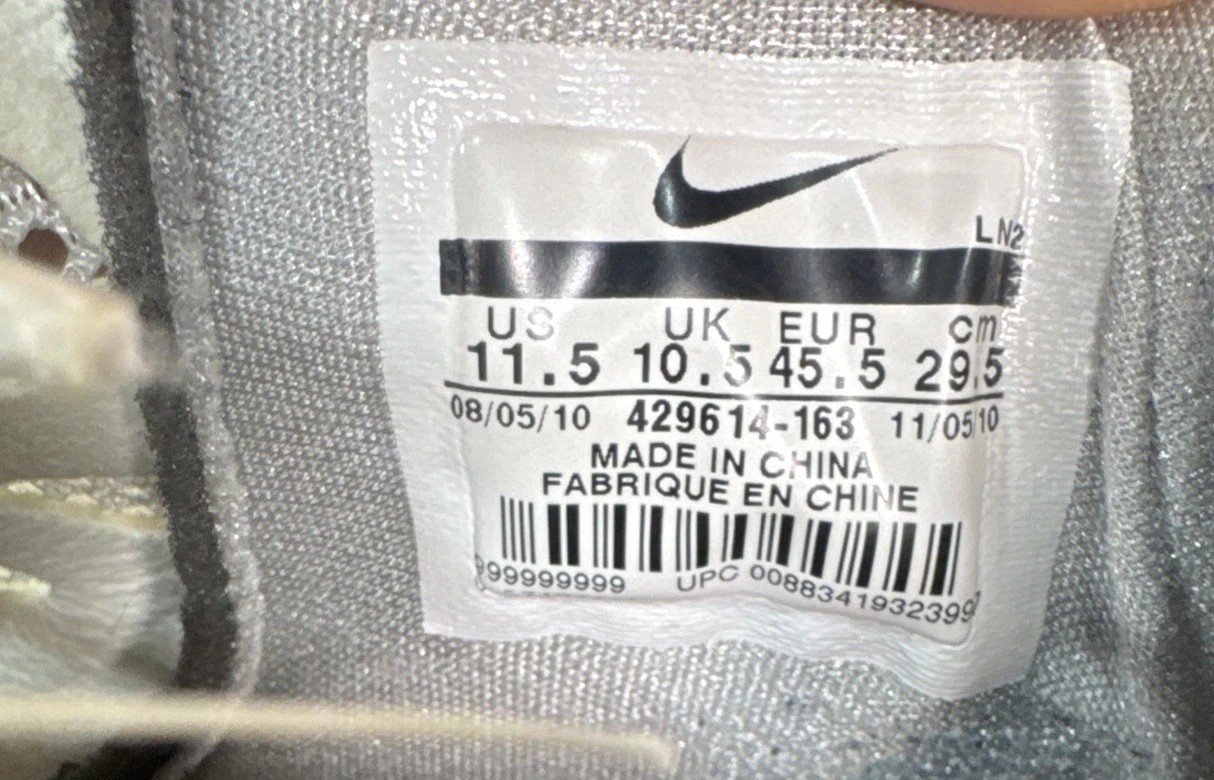 LN2
US UK EUR cm
11.5 10.5 45.5 29.5
08/05/10 429614-163 11/05/10
MADE IN CHINA
FABRIQUE EN CHINE
999999999 UPC